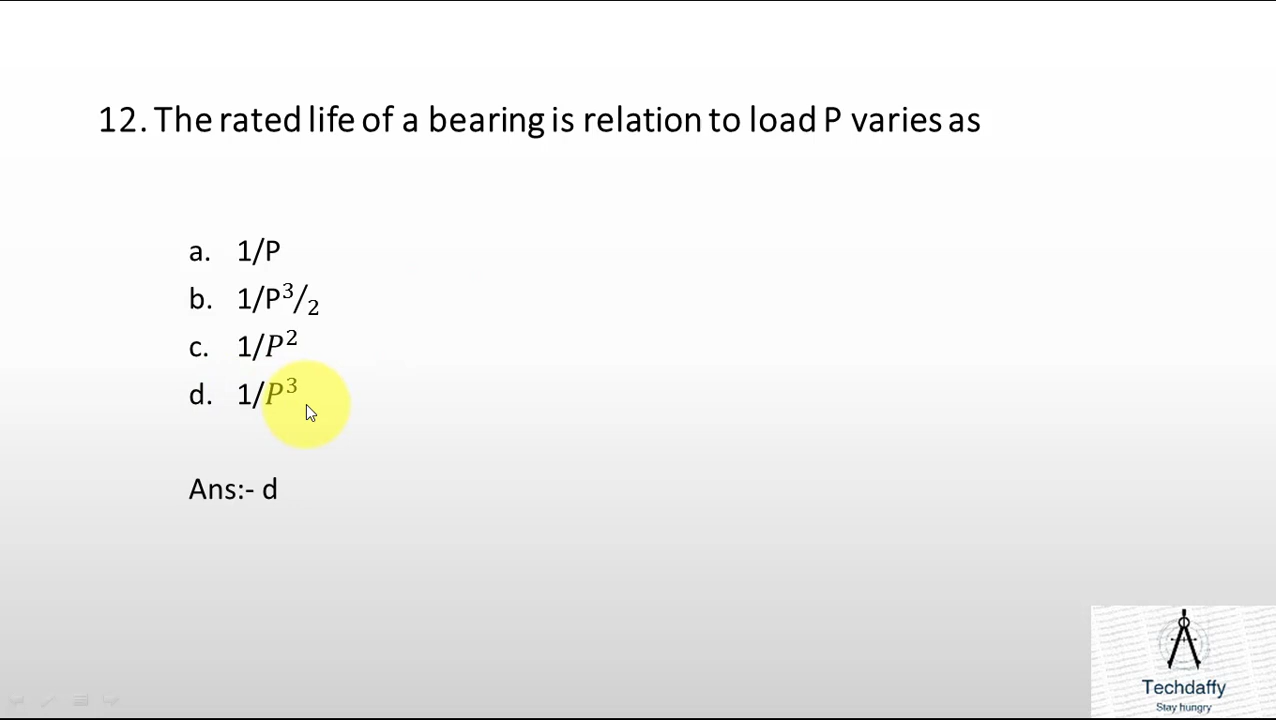 12. The rated life of a bearing is relation to load P varies as
a. 1/P
b. 1/P³/₂
c. 1/P²
d. 1/P³
Ans:- d
Techdaffy
Stay hungry